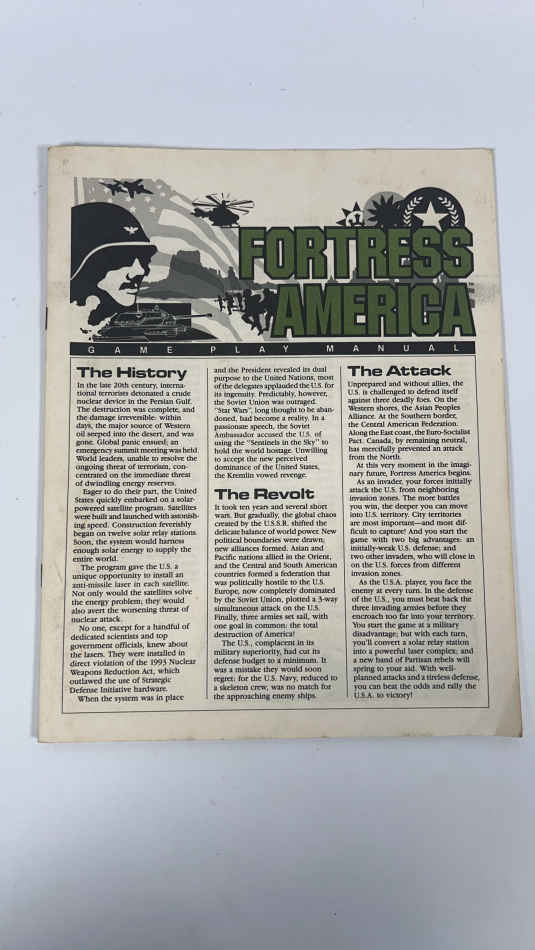 FORTRESS
AMERICA
GAME PLAY MANUAL
The History
In the late 20th century, interna-
tional terrorists detonated a crude
nuclear device in the Persian Gulf.
The destruction was complete, and
the damage irreversible. within
days, the major source of Western
oil seeped into the desert, and was
gone. Global panic ensued; an
emergency summit meeting was held.
World leaders, unable to resolve the
ongoing threat of terrorism, con-
centrated on the immediate threat
of dwindling energy reserves.
Eager to do their part, the United
States quickly embarked on a solar-
powered satellite program. Satellites
were built and launched with astonish-
ing speed. Construction feverishly
began on twelve solar relay stations.
Soon, the system would harness
enough solar energy to supply the
entire world.
The program gave the U.S. a
unique opportunity to install an
anti-missile laser in each satellite.
Not only would the satellites solve
the energy problem; they would
also avert the worsening threat of
nuclear attack.
No one, except for a handful of
dedicated scientists and top
government officials, knew about
the lasers. They were installed in
direct violation of the 1993 Nuclear
Weapons Reduction Act, which
outlawed the use of Strategic
Defense Initiative hardware.
When the system was in place
and the President revealed its dual
purpose to the United Nations, most
of the delegates applauded the U.S. for
its ingenuity. Predictably, however,
the Soviet Union was outraged.
"Star Wars", long thought to be aban-
doned, had become a reality. In a
passionate speech, the Soviet
Ambassador accused the U.S. of
using the "Sentinels in the Sky" to
hold the world hostage. Unwilling
to accept the new perceived
dominance of the United States,
the Kremlin vowed revenge.
The Revolt
It took ten years and several short
wars. But gradually, the global chaos
created by the U.S.S.R. shifted the
delicate balance of world power. New
political boundaries were drawn;
new alliances formed. Asian and
Pacific nations allied in the Orient,
and the Central and South American
countries formed a federation that
was politically hostile to the U.S.
Europe, now completely dominated
by the Soviet Union, plotted a 3-way
simultaneous attack on the U.S.
Finally, three armies set sail, with
one goal in common: the total
destruction of America!
The U.S., complacent in its
military superiority, had cut its
defense budget to a minimum. It
was a mistake they would soon
regret: for the U.S. Navy, reduced to
a skeleton crew, was no match for
the approaching enemy ships.
The Attack
Unprepared and without allies, the
U.S. is challenged to defend itself
against three deadly foes. On the
Western shores, the Asian Peoples
Alliance. At the Southern border,
the Central American Federation.
Along the East coast, the Euro-Socialist
Pact. Canada, by remaining neutral,
has mercifully prevented an attack
from the North.
At this very moment in the imagi-
nary future, Fortress America begins.
As an invader, your forces initially
attack the U.S. from neighboring
invasion zones. The more battles
you win, the deeper you can move
into U.S. territory. City territories
are most important—and most dif-
ficult to capture! And you start the
game with two big advantages: an
initially-weak U.S. defense; and
two other invaders, who will close in
on the U.S. forces from different
invasion zones.
As the U.S.A. player, you face the
enemy at every turn. In the defense
of the U.S., you must beat back the
three invading armies before they
encroach too far into your territory.
You start the game at a military
disadvantage; but with each turn,
you'll convert a solar relay station
into a powerful laser complex; and
a new band of Partisan rebels will
spring to your aid. With well-
planned attacks and a tireless defense,
you can beat the odds and rally the
U.S.A. to victory!